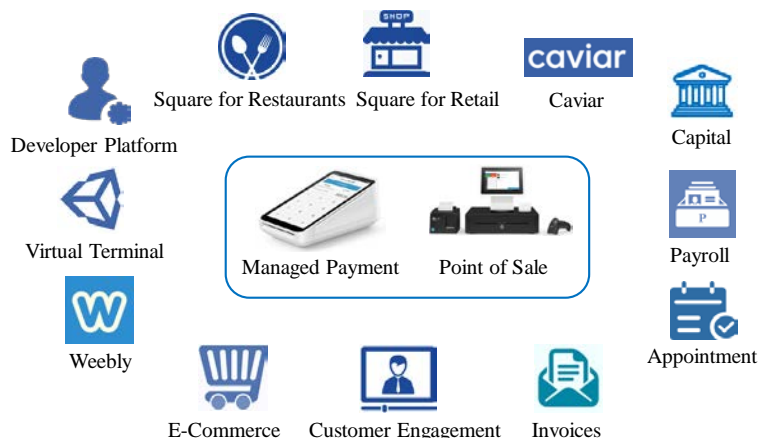 SHOP
caviar
Square for Restaurants
Square for Retail
Caviar
Capital
Developer Platform
Virtual Terminal
Managed Payment
Point of Sale
P
Payroll
W
Weebly
Appointment
E-Commerce
Customer Engagement
Invoices